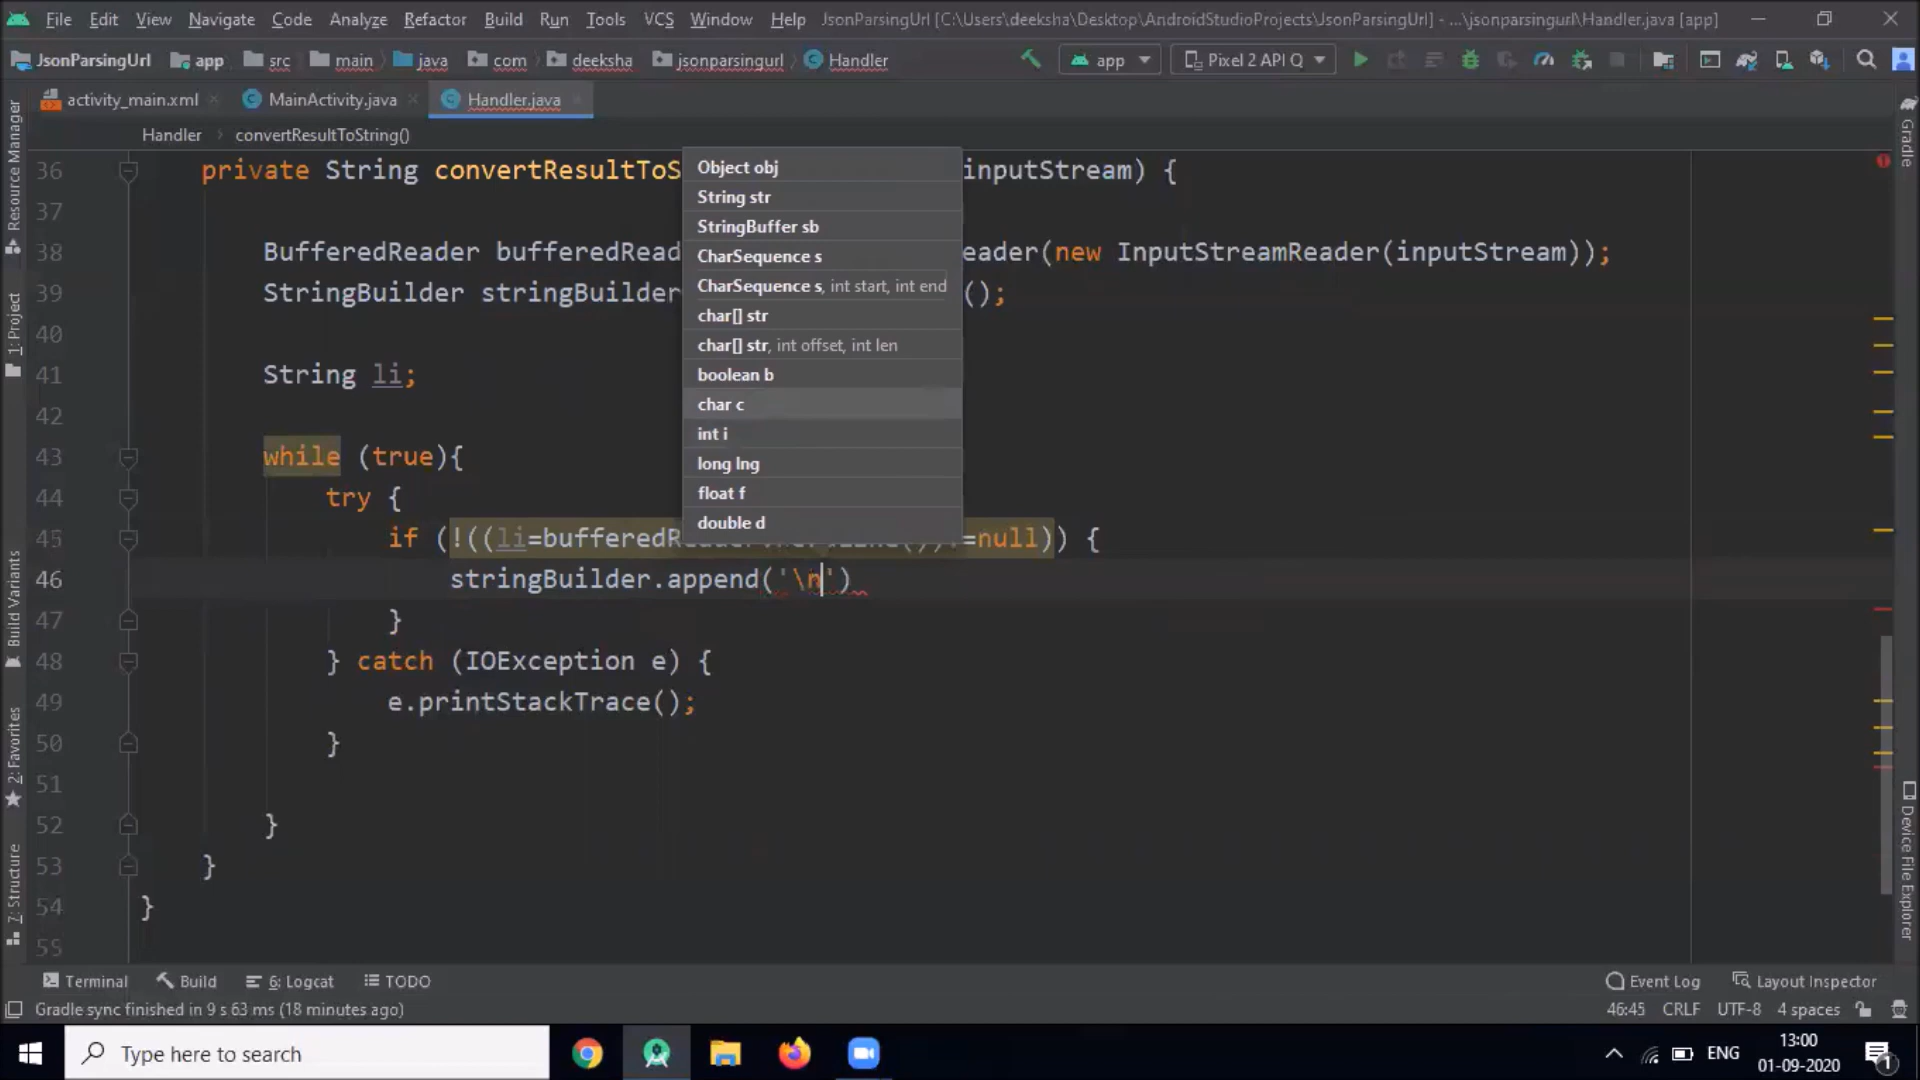 File Edit View Navigate Code Analyze Refactor Build Run Tools VCS Window Help JsonParsingUrl [C:\Users\deeksha\Desktop\AndroidStudioProjects\JsonParsingUrl] - ...\jsonparsingurl\Handler.java [app]
JsonParsingUrl app src main java com deeksha jsonparsingurl Handler app Pixel 2 API Q
activity_main.xml MainActivity.java Handler.java
Handler convertResultToString()
Resource Manager
1: Project
Build Variants
2: Favorites
7: Structure
Gradle
Device File Explorer
36 private String convertResultToS inputStream) {
37
38 BufferedReader bufferedRead eader(new InputStreamReader(inputStream));
39 StringBuilder stringBuilder ();
40
41 String li;
42
43 while (true){
44 try {
45 if (!((li=bufferedRead =null)) {
46 stringBuilder.append('\n')
47 }
48 } catch (IOException e) {
49 e.printStackTrace();
50 }
51
52 }
53 }
54 }
55
Object obj
String str
StringBuffer sb
CharSequence s
CharSequence s, int start, int end
char[] str
char[] str, int offset, int len
boolean b
char c
int i
long lng
float f
double d
Terminal Build 6: Logcat TODO Event Log Layout Inspector
Gradle sync finished in 9 s 63 ms (18 minutes ago) 46:45 CRLF UTF-8 4 spaces
Type here to search ENG 13:00
01-09-2020
1